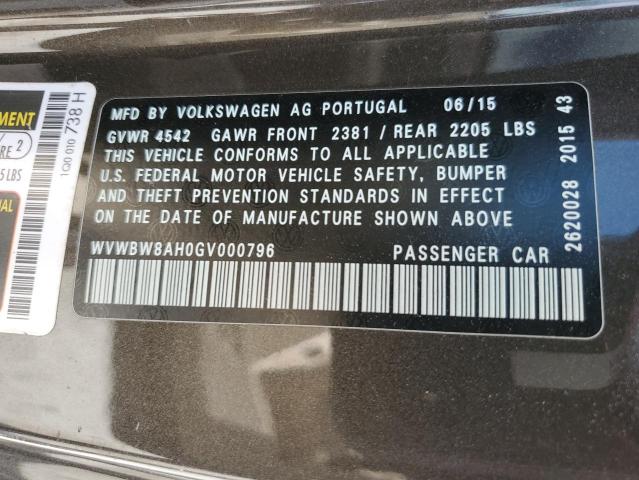 MFD BY VOLKSWAGEN AG PORTUGAL 06/15
GVWR 4542 GAWR FRONT 2381 / REAR 2205 LBS
THIS VEHICLE CONFORMS TO ALL APPLICABLE
U.S. FEDERAL MOTOR VEHICLE SAFETY, BUMPER
AND THEFT PREVENTION STANDARDS IN EFFECT
ON THE DATE OF MANUFACTURE SHOWN ABOVE
WVWBW8AH0GV000796 PASSENGER CAR
2620028 2015 43
1Q0 010 738 H